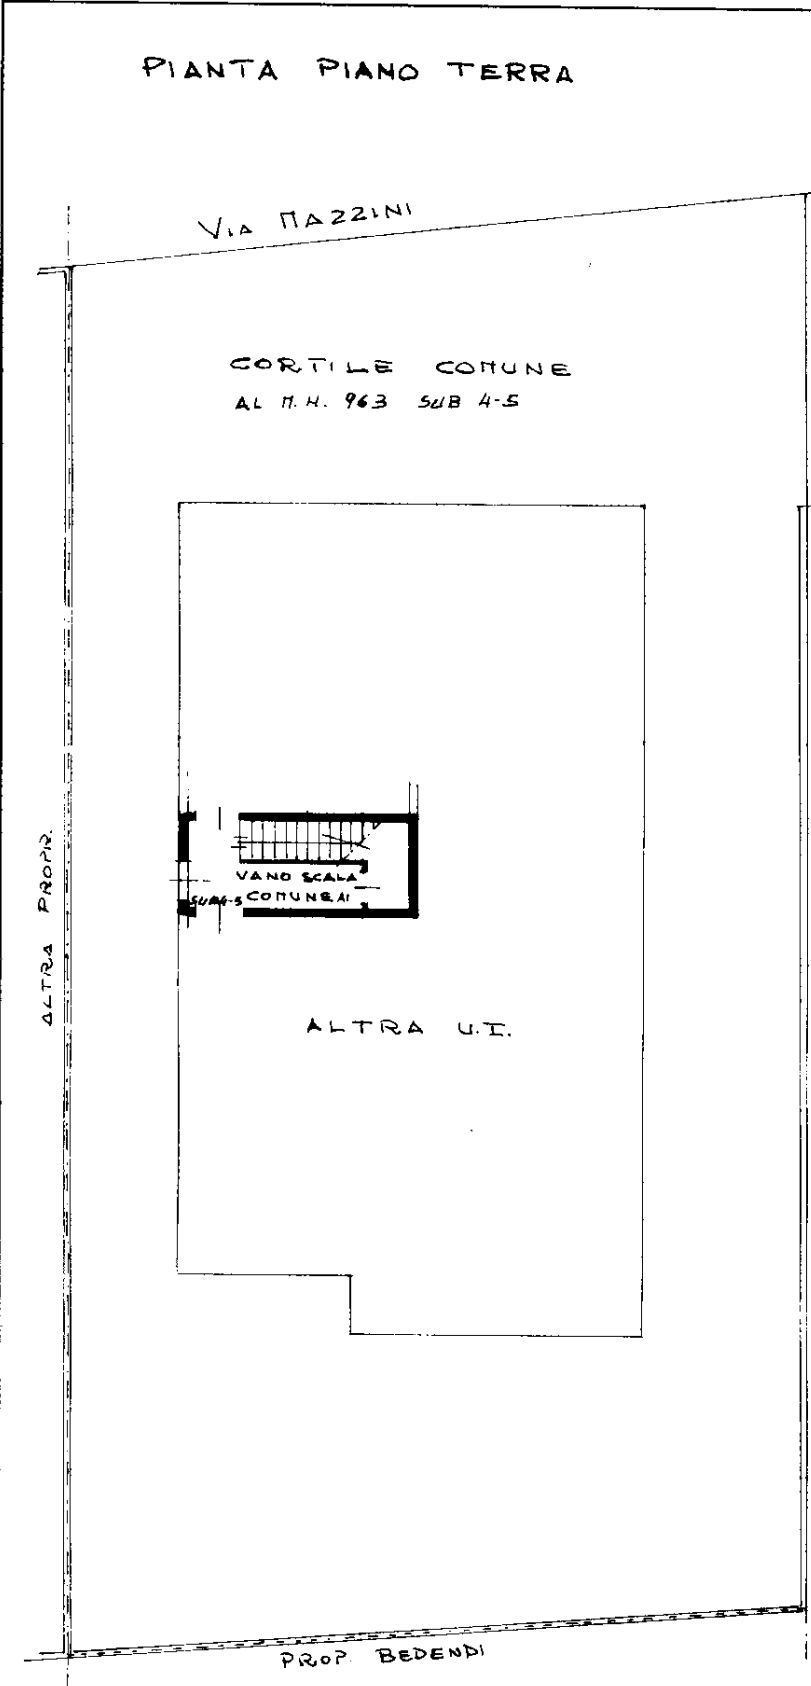 PIANTA PIANO TERRA
VIA MAZZINI
CORTILE COMUNE
AL M.N. 963 SUB 4-5
VANO SCALA
SUB 4-5 COMUNE AI
ALTRA PROPR.
ALTRA U.I.
PROP. BEDENDI